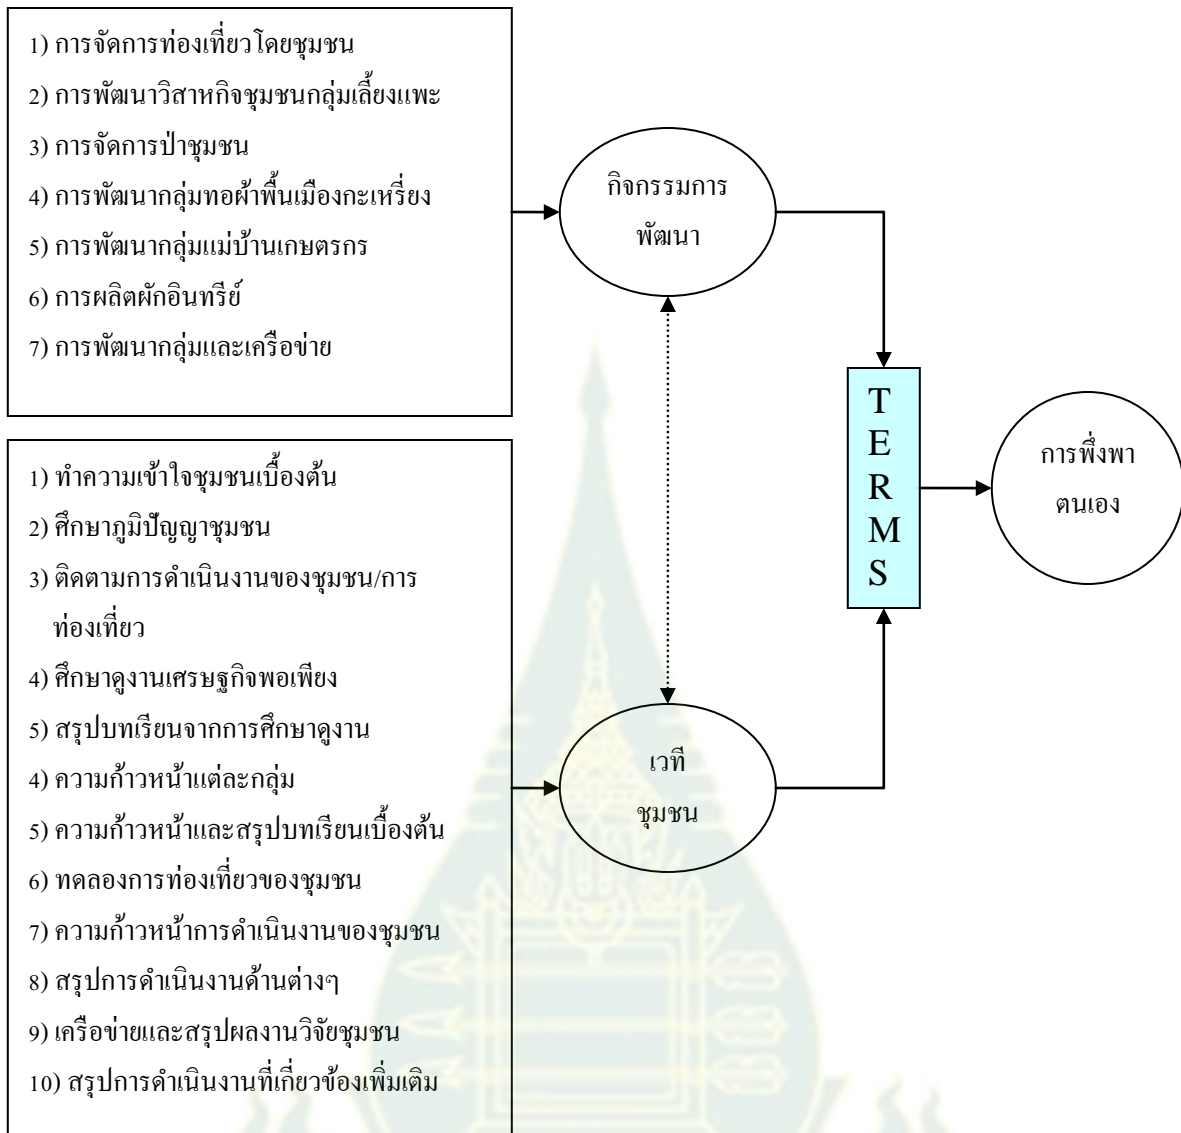 1) การจัดการท่องเที่ยวโดยชุมชน
2) การพัฒนาวิสาหกิจชุมชนกลุ่มเลี้ยงแพะ
3) การจัดการป่าชุมชน
4) การพัฒนากลุ่มทอผ้าพื้นเมืองกะเหรี่ยง
5) การพัฒนากลุ่มแม่บ้านเกษตรกร
6) การผลิตผักอินทรีย์
7) การพัฒนากลุ่มและเครือข่าย
กิจกรรมการ
พัฒนา
1) ทำความเข้าใจชุมชนเบื้องต้น
2) ศึกษาภูมิปัญญาชุมชน
3) ติดตามการดำเนินงานของชุมชน/การ
ท่องเที่ยว
4) ศึกษาดูงานเศรษฐกิจพอเพียง
5) สรุปบทเรียนจากการศึกษาดูงาน
4) ความก้าวหน้าแต่ละกลุ่ม
5) ความก้าวหน้าและสรุปบทเรียนเบื้องต้น
6) ทดลองการท่องเที่ยวของชุมชน
7) ความก้าวหน้าการดำเนินงานของชุมชน
8) สรุปการดำเนินงานด้านต่างๆ
9) เครือข่ายและสรุปผลงานวิจัยชุมชน
10) สรุปการดำเนินงานที่เกี่ยวข้องเพิ่มเติม
เวที
ชุมชน
T
E
R
M
S
การพึ่งพา
ตนเอง